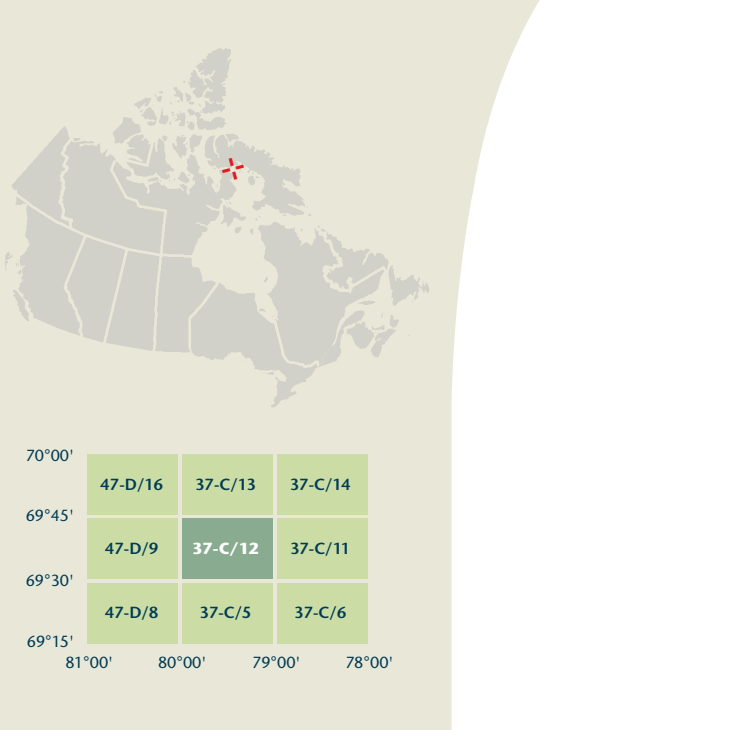 70°00'
47-D/16 37-C/13 37-C/14
69°45'
47-D/9 37-C/12 37-C/11
69°30'
47-D/8 37-C/5 37-C/6
69°15'
81°00' 80°00' 79°00' 78°00'